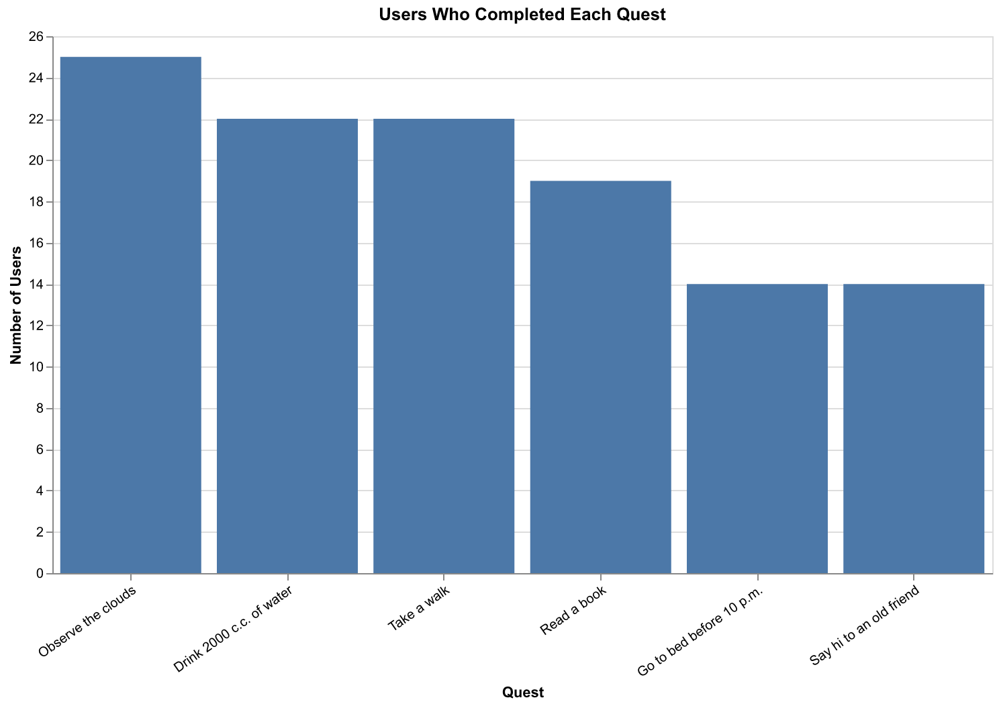 Users Who Completed Each Quest
26
24
22
20
18
16
14
12
10
8
6
4
2
0
Number of Users
Observe the clouds
Drink 2000 c.c. of water
Take a walk
Read a book
Go to bed before 10 p.m.
Say hi to an old friend
Quest